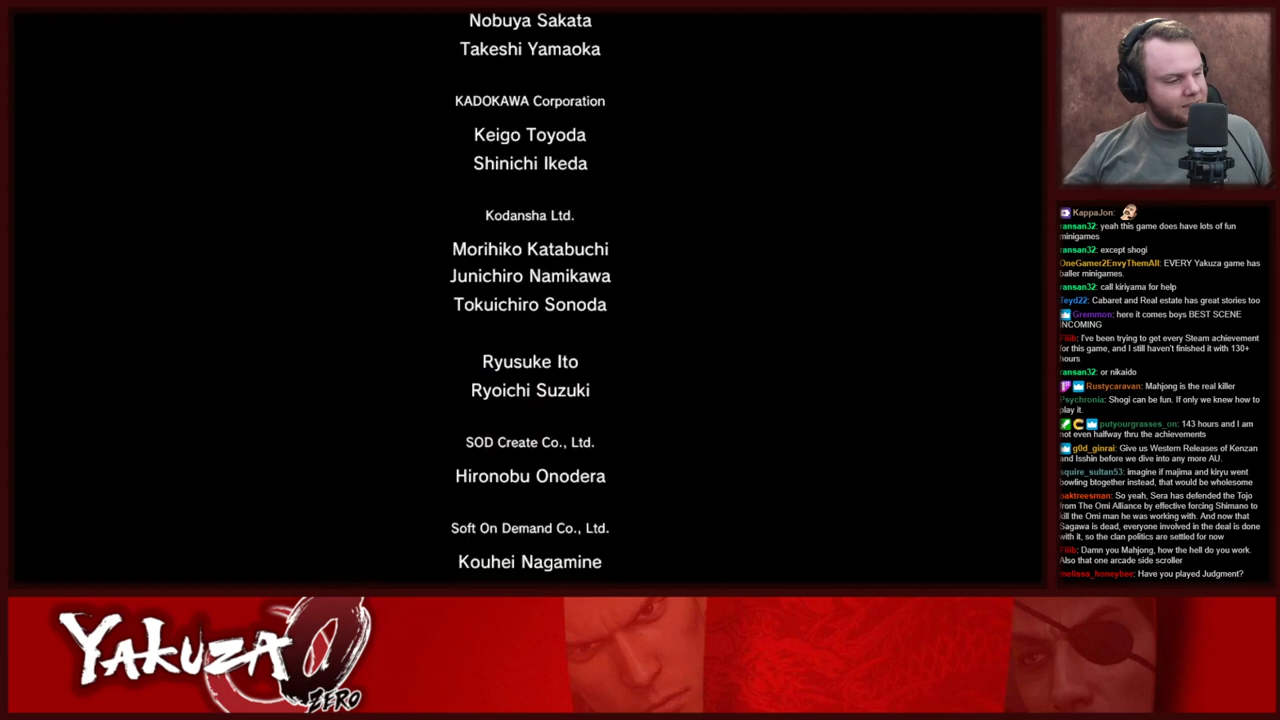 Nobuya Sakata
Takeshi Yamaoka
KADOKAWA Corporation
Keigo Toyoda
Shinichi Ikeda
Kodansha Ltd.
Morihiko Katabuchi
Junichiro Namikawa
Tokuichiro Sonoda
Ryusuke Ito
Ryoichi Suzuki
SOD Create Co., Ltd.
Hironobu Onodera
Soft On Demand Co., Ltd.
Kouhei Nagamine
KappaJon:
ransan32: yeah this game does have lots of fun
minigames
ransan32: except shogi
OneGamer2EnvyThemAll: EVERY Yakuza game has
baller minigames.
ransan32: call kiriyama for help
Teyd22: Cabaret and Real estate has great stories too
Gremmon: here it comes boys BEST SCENE
INCOMING
I've been trying to get every Steam achievement
for this game, and I still haven't finished it with 130+
hours
ransan32: or nikaido
Rustycaravan: Mahjong is the real killer
Psychronia: Shogi can be fun. If only we knew how to
play it.
putyourgrasses_on: 143 hours and I am
not even halfway thru the achievements
g0d_ginrai: Give us Western Releases of Kenzan
and Isshin before we dive into any more AU.
squire_sultan53: imagine if majima and kiryu went
bowling btogether instead, that would be wholesome
oaktreesman: So yeah, Sera has defended the Tojo
from The Omi Alliance by effective forcing Shimano to
kill the Omi man he was working with. And now that
Sagawa is dead, everyone involved in the deal is done
with it, so the clan politics are settled for now
Damn you Mahjong, how the hell do you work.
Also that one arcade side scroller
melissa_honeybee: Have you played Judgment?
YAKUZA 0
ZERO